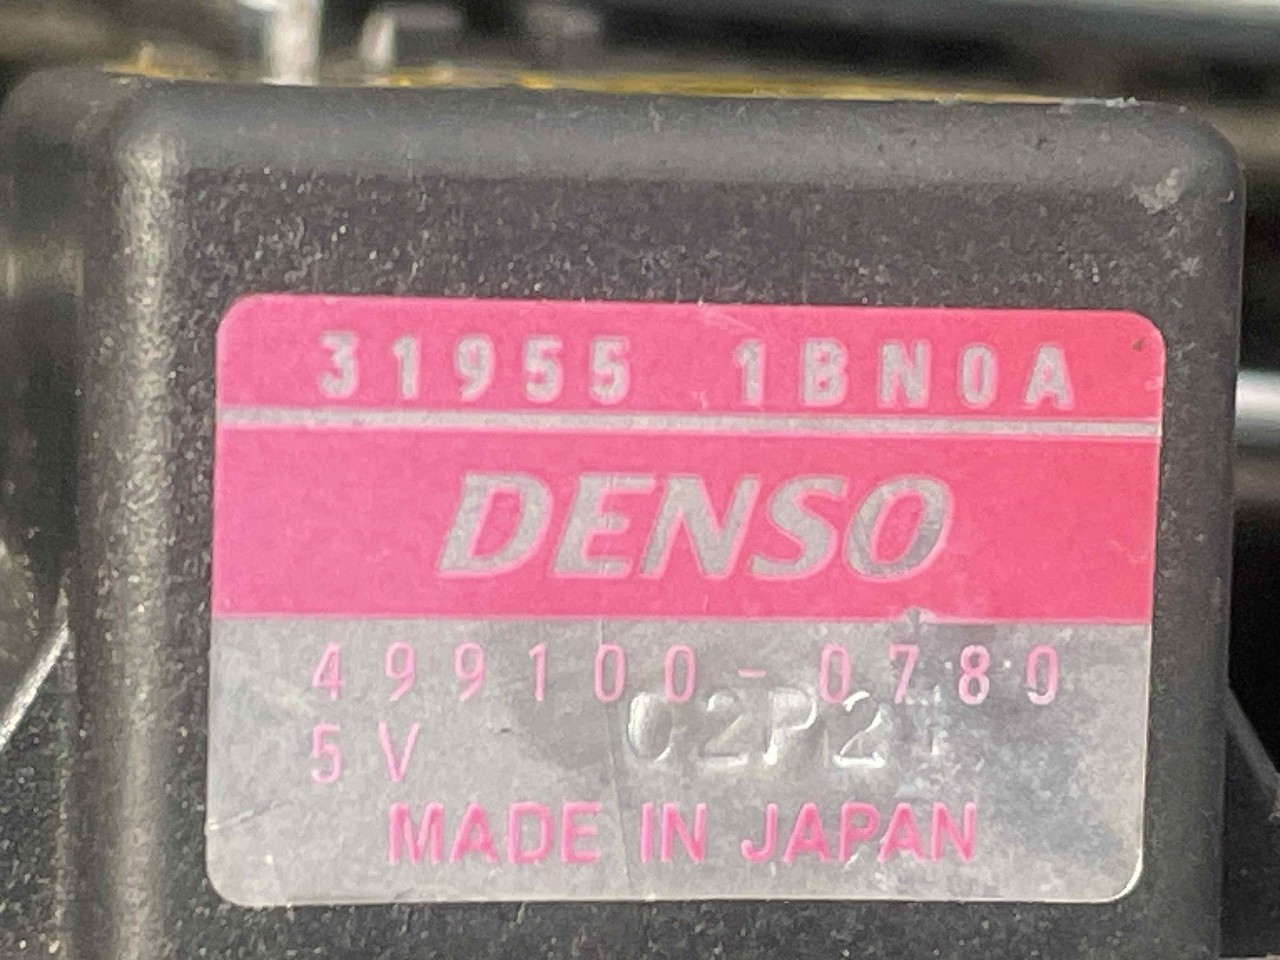 31955 1BN0A
DENSO
499100-0780
5V
MADE IN JAPAN